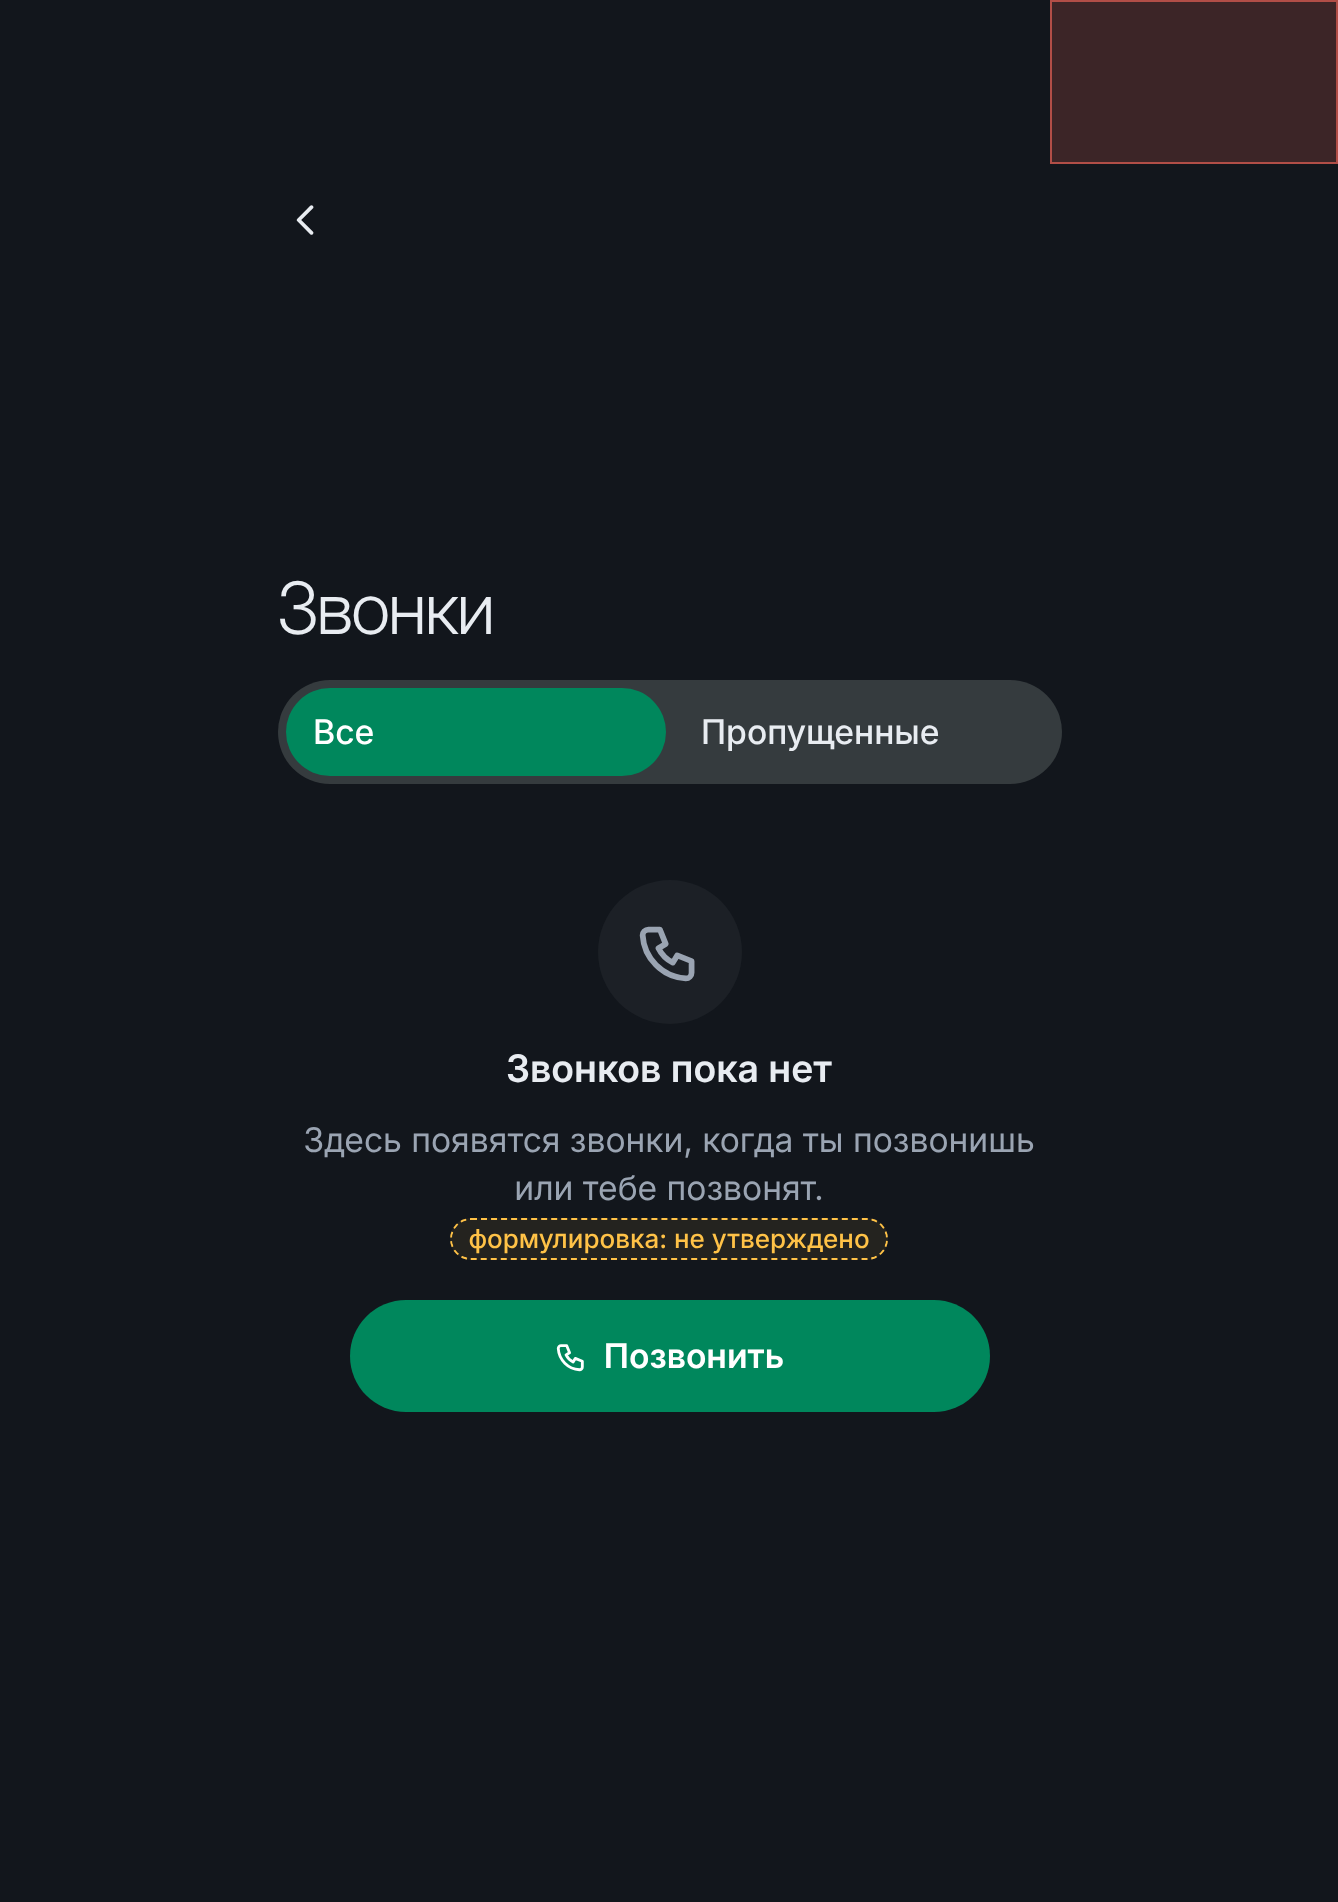 Звонки
Все
Пропущенные
Звонков пока нет
Здесь появятся звонки, когда ты позвонишь
или тебе позвонят.
формулировка: не утверждено
Позвонить